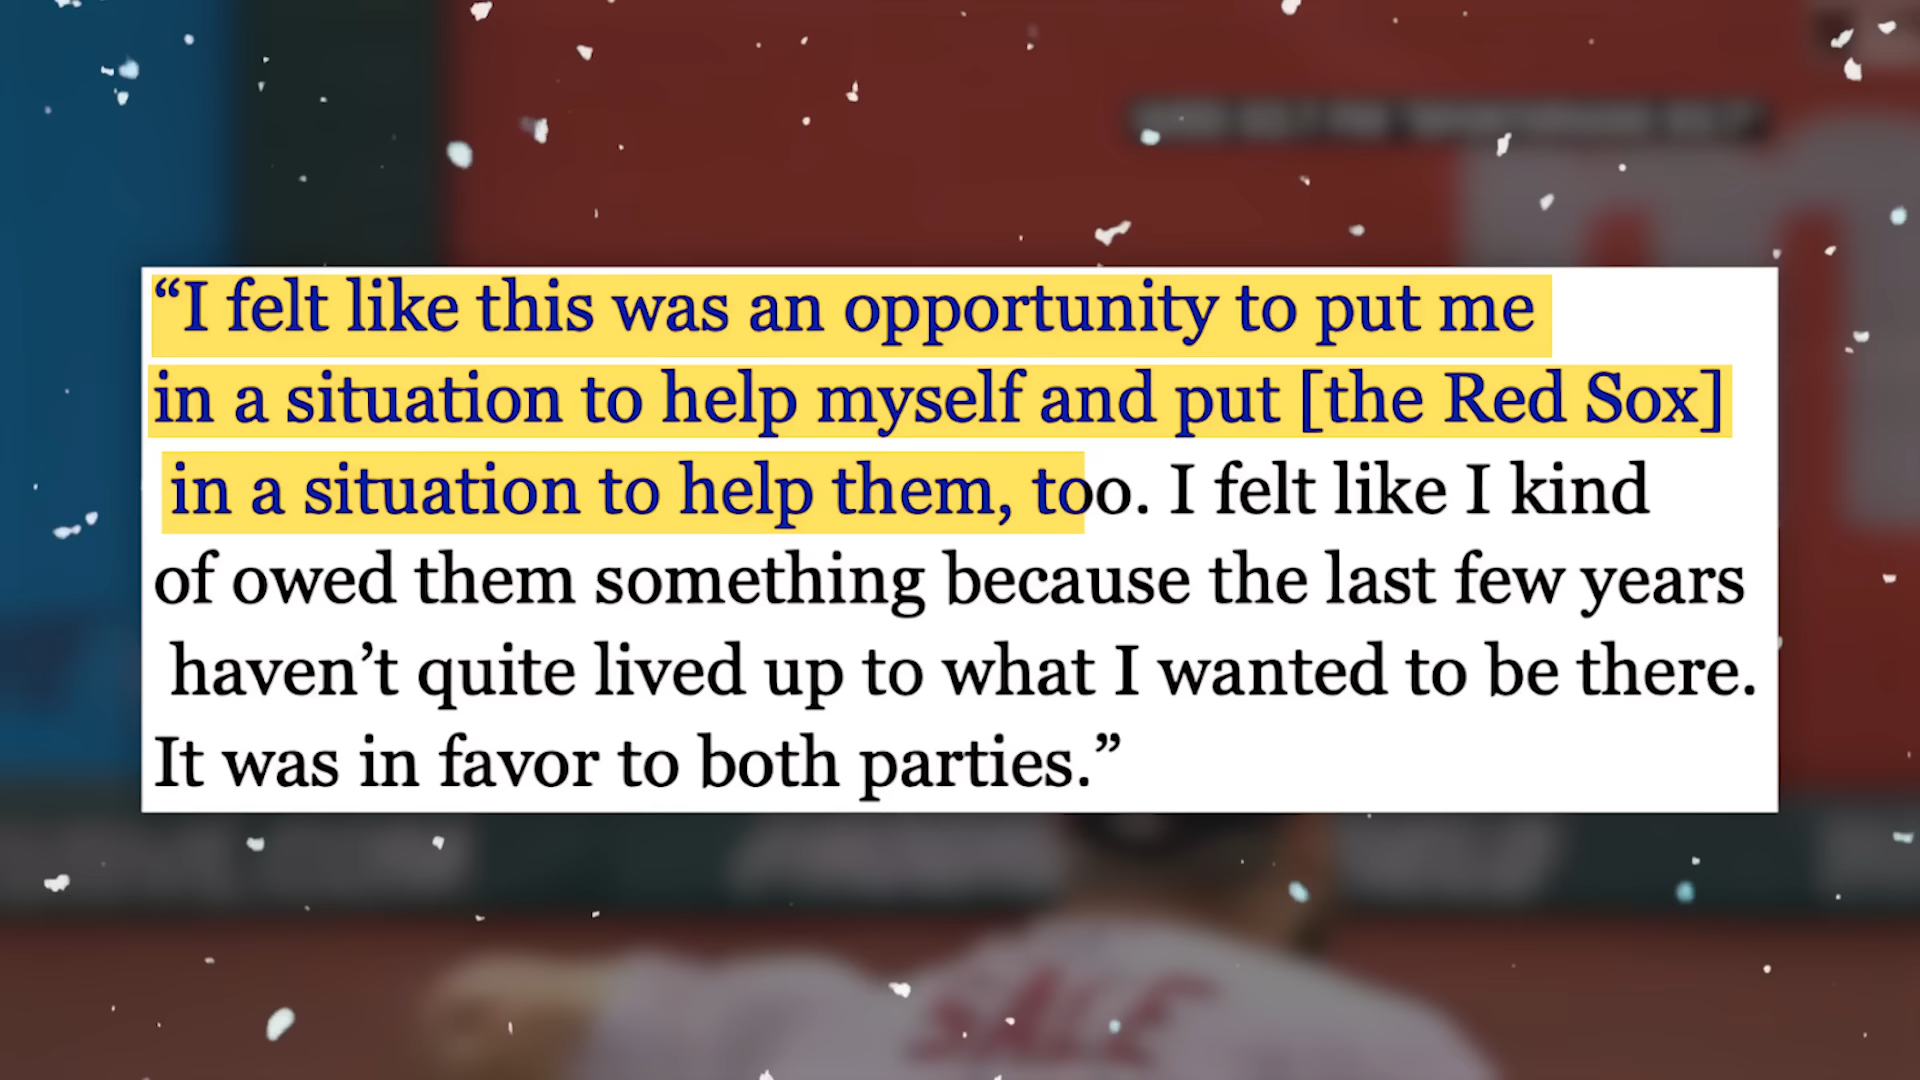 “I felt like this was an opportunity to put me
in a situation to help myself and put [the Red Sox]
in a situation to help them, too. I felt like I kind
of owed them something because the last few years
haven’t quite lived up to what I wanted to be there.
It was in favor to both parties.”
SALE